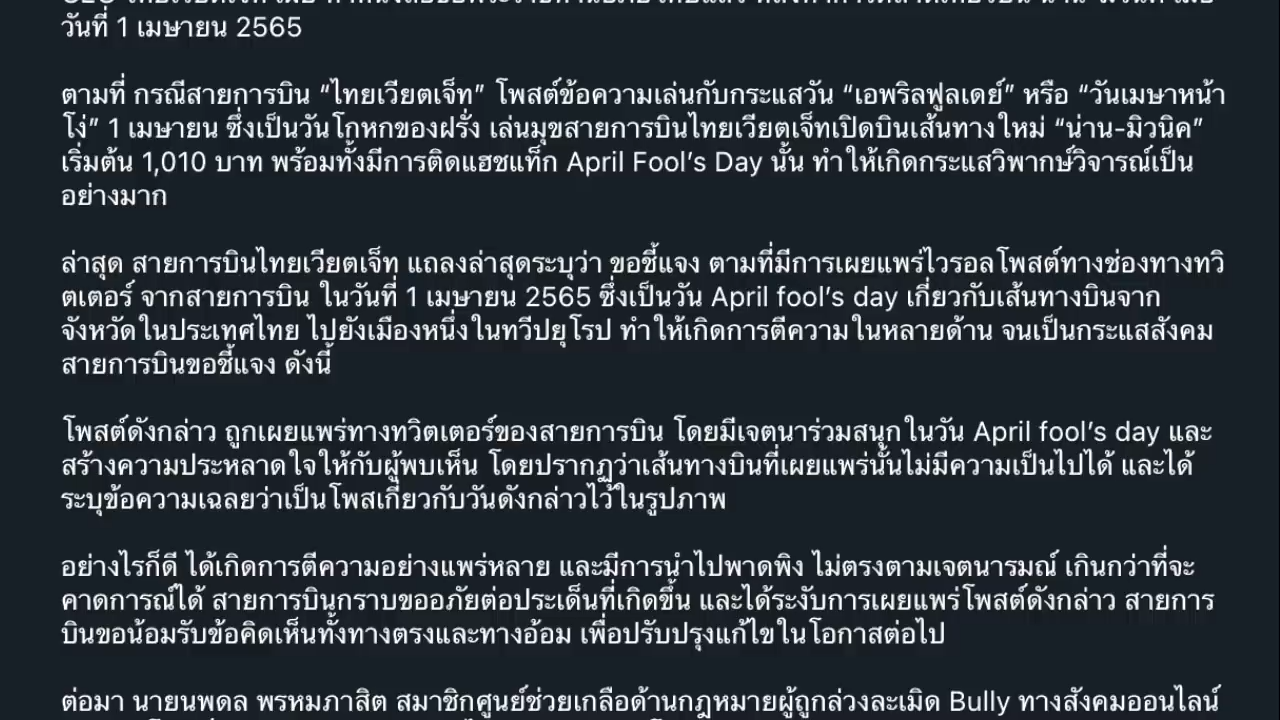 วันที่ 1 เมษายน 2565
ตามที่ กรณีสายการบิน “ไทยเวียตเจ็ท” โพสต์ข้อความเล่นกับกระแสวัน “เอพริลฟูลเดย์” หรือ “วันเมษาหน้า
โง่” 1 เมษายน ซึ่งเป็นวันโกหกของฝรั่ง เล่นมุขสายการบินไทยเวียตเจ็ทเปิดบินเส้นทางใหม่ “น่าน-มิวนิค”
เริ่มต้น 1,010 บาท พร้อมทั้งมีการติดแฮชแท็ก April Fool’s Day นั้น ทำให้เกิดกระแสวิพากษ์วิจารณ์เป็น
อย่างมาก
ล่าสุด สายการบินไทยเวียตเจ็ท แถลงล่าสุดระบุว่า ขอชี้แจง ตามที่มีการเผยแพร่ไวรอลโพสต์ทางช่องทางทวิ
ตเตอร์ จากสายการบิน ในวันที่ 1 เมษายน 2565 ซึ่งเป็นวัน April fool’s day เกี่ยวกับเส้นทางบินจาก
จังหวัดในประเทศไทย ไปยังเมืองหนึ่งในทวีปยุโรป ทำให้เกิดการตีความในหลายด้าน จนเป็นกระแสสังคม
สายการบินขอชี้แจง ดังนี้
โพสต์ดังกล่าว ถูกเผยแพร่ทางทวิตเตอร์ของสายการบิน โดยมีเจตนาร่วมสนุกในวัน April fool’s day และ
สร้างความประหลาดใจให้กับผู้พบเห็น โดยปรากฏว่าเส้นทางบินที่เผยแพร่นั้นไม่มีความเป็นไปได้ และได้
ระบุข้อความเฉลยว่าเป็นโพสเกี่ยวกับวันดังกล่าวไว้ในรูปภาพ
อย่างไรก็ดี ได้เกิดการตีความอย่างแพร่หลาย และมีการนำไปพาดพิง ไม่ตรงตามเจตนารมณ์ เกินกว่าที่จะ
คาดการณ์ได้ สายการบินกราบขออภัยต่อประเด็นที่เกิดขึ้น และได้ระงับการเผยแพร่โพสต์ดังกล่าว สายการ
บินขอน้อมรับข้อคิดเห็นทั้งทางตรงและทางอ้อม เพื่อปรับปรุงแก้ไขในโอกาสต่อไป
ต่อมา นายนพดล พรหมภาสิต สมาชิกศูนย์ช่วยเกลือด้านกฎหมายผู้ถูกล่วงละเมิด Bully ทางสังคมออนไลน์